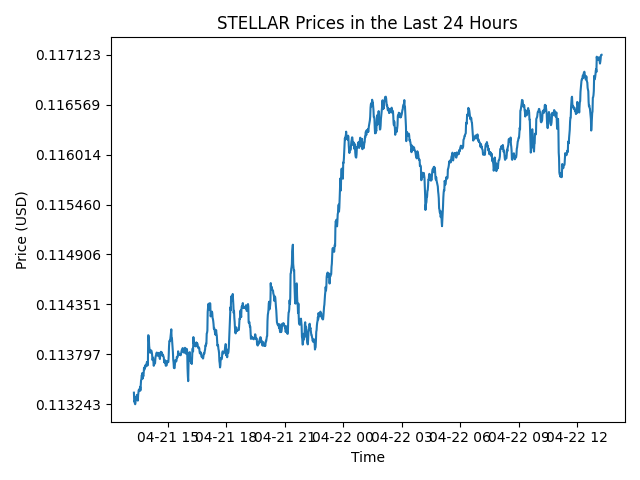 STELLAR Prices in the Last 24 Hours
Price (USD)
0.117123
0.116569
0.116014
0.115460
0.114906
0.114351
0.113797
0.113243
04-21 15 04-21 18 04-21 21 04-22 00 04-22 03 04-22 06 04-22 09 04-22 12
Time